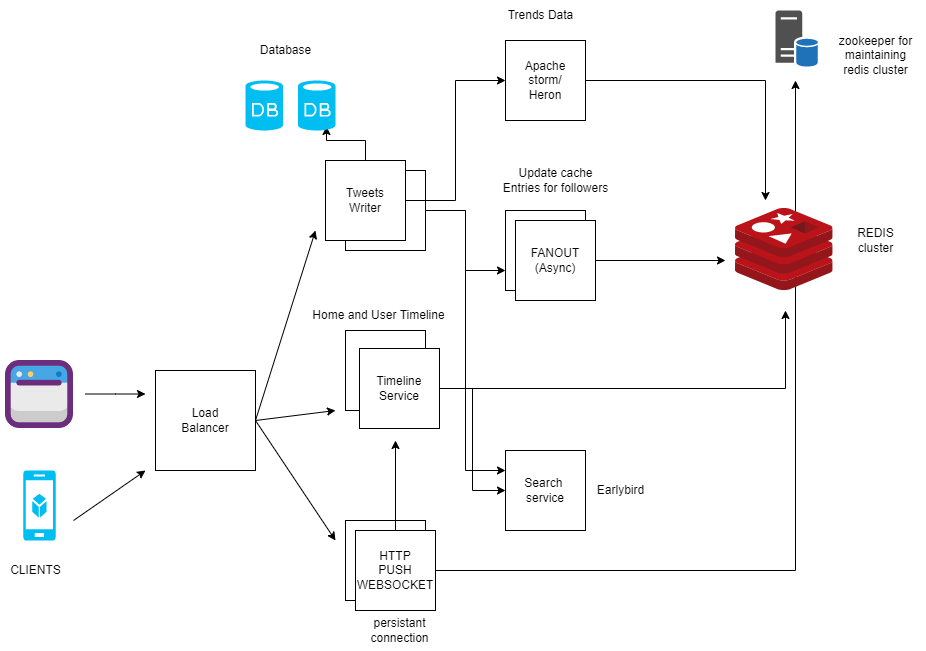 Trends Data
Database
zookeeper for
maintaining
redis cluster
Apache
storm/
Heron
DB
DB
Tweets
Writer
Update cache
Entries for followers
REDIS
cluster
FANOUT
(Async)
Home and User Timeline
Timeline
Service
Load
Balancer
Search
service
Earlybird
CLIENTS
HTTP
PUSH
WEBSOCKET
persistant
connection